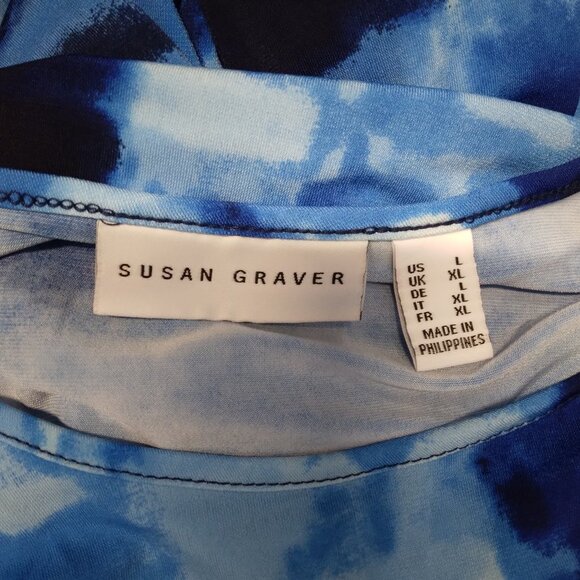 SUSAN GRAVER
US L
UK XL
DE L
IT XL
FR XL
MADE IN
PHILIPPINES